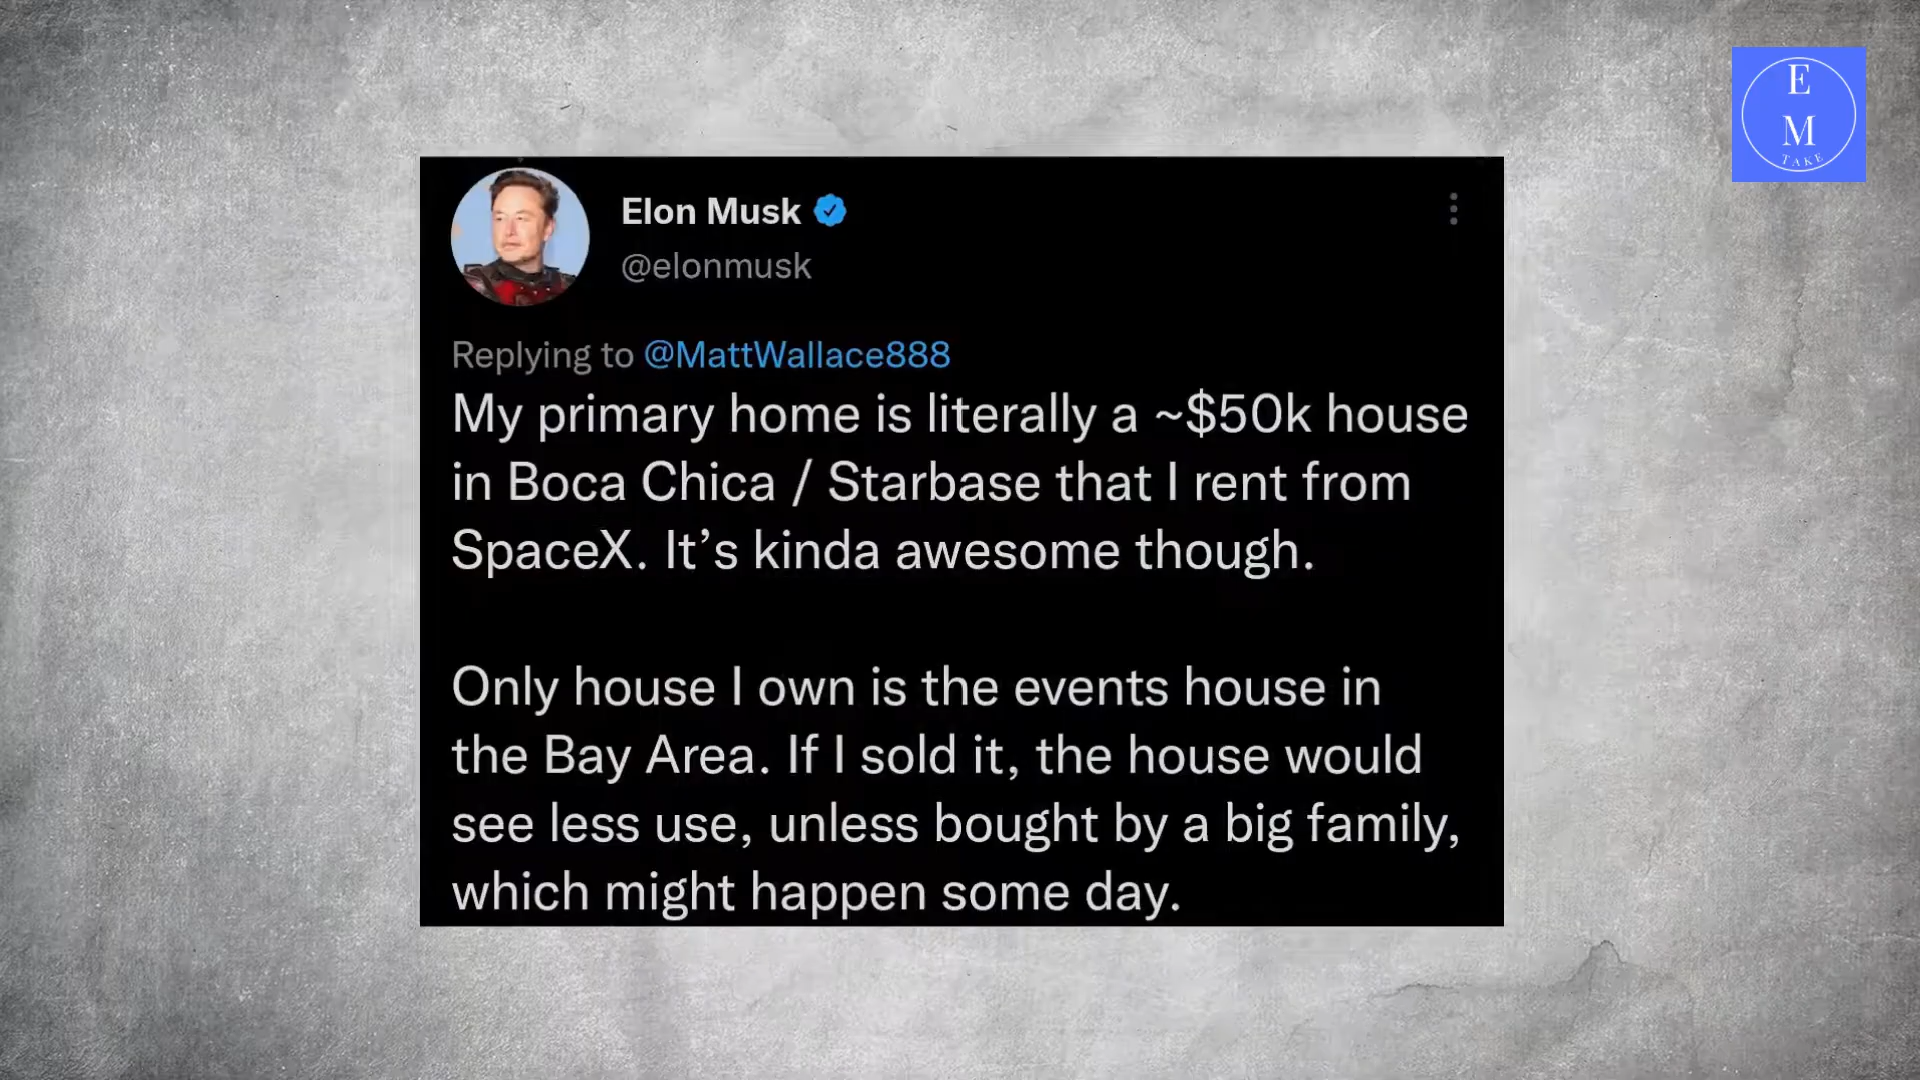 E
M
TAKE
Elon Musk
@elonmusk
Replying to @MattWallace888
My primary home is literally a ~$50k house
in Boca Chica / Starbase that I rent from
SpaceX. It’s kinda awesome though.
Only house I own is the events house in
the Bay Area. If I sold it, the house would
see less use, unless bought by a big family,
which might happen some day.